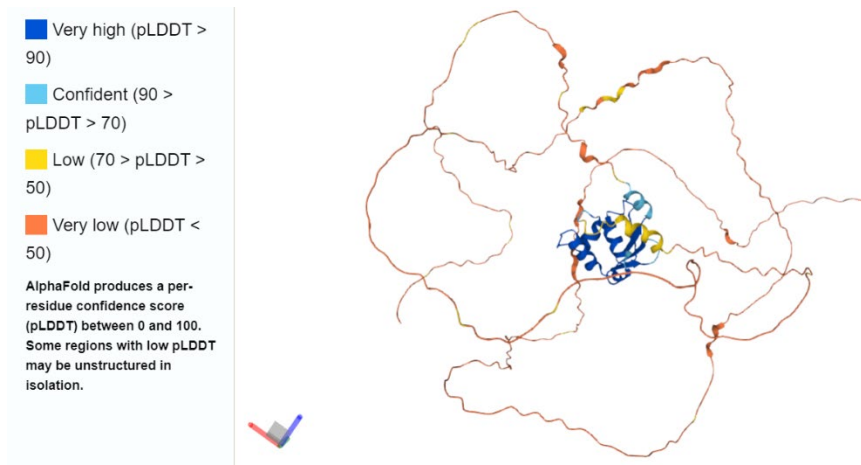 Very high (pLDDT >
90)
Confident (90 >
pLDDT > 70)
Low (70 > pLDDT >
50)
Very low (pLDDT <
50)
AlphaFold produces a per-
residue confidence score
(pLDDT) between 0 and 100.
Some regions with low pLDDT
may be unstructured in
isolation.